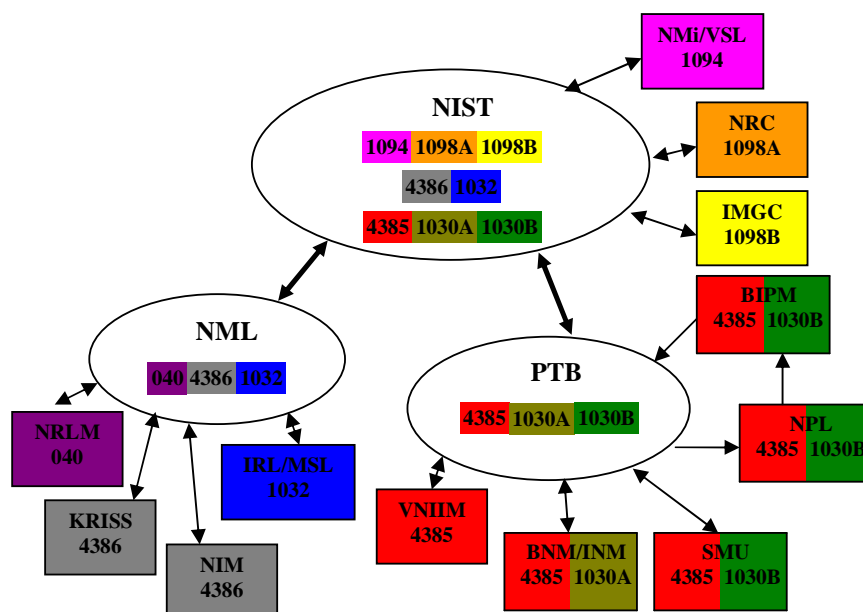 NMi/VSL
1094
NIST
1094 1098A 1098B
4386 1032
4385 1030A 1030B
NRC
1098A
IMGC
1098B
BIPM
4385 1030B
NML
040 4386 1032
PTB
4385 1030A 1030B
NPL
4385 1030B
NRLM
040
IRL/MSL
1032
KRISS
4386
NIM
4386
VNIIM
4385
BNM/INM
4385 1030A
SMU
4385 1030B